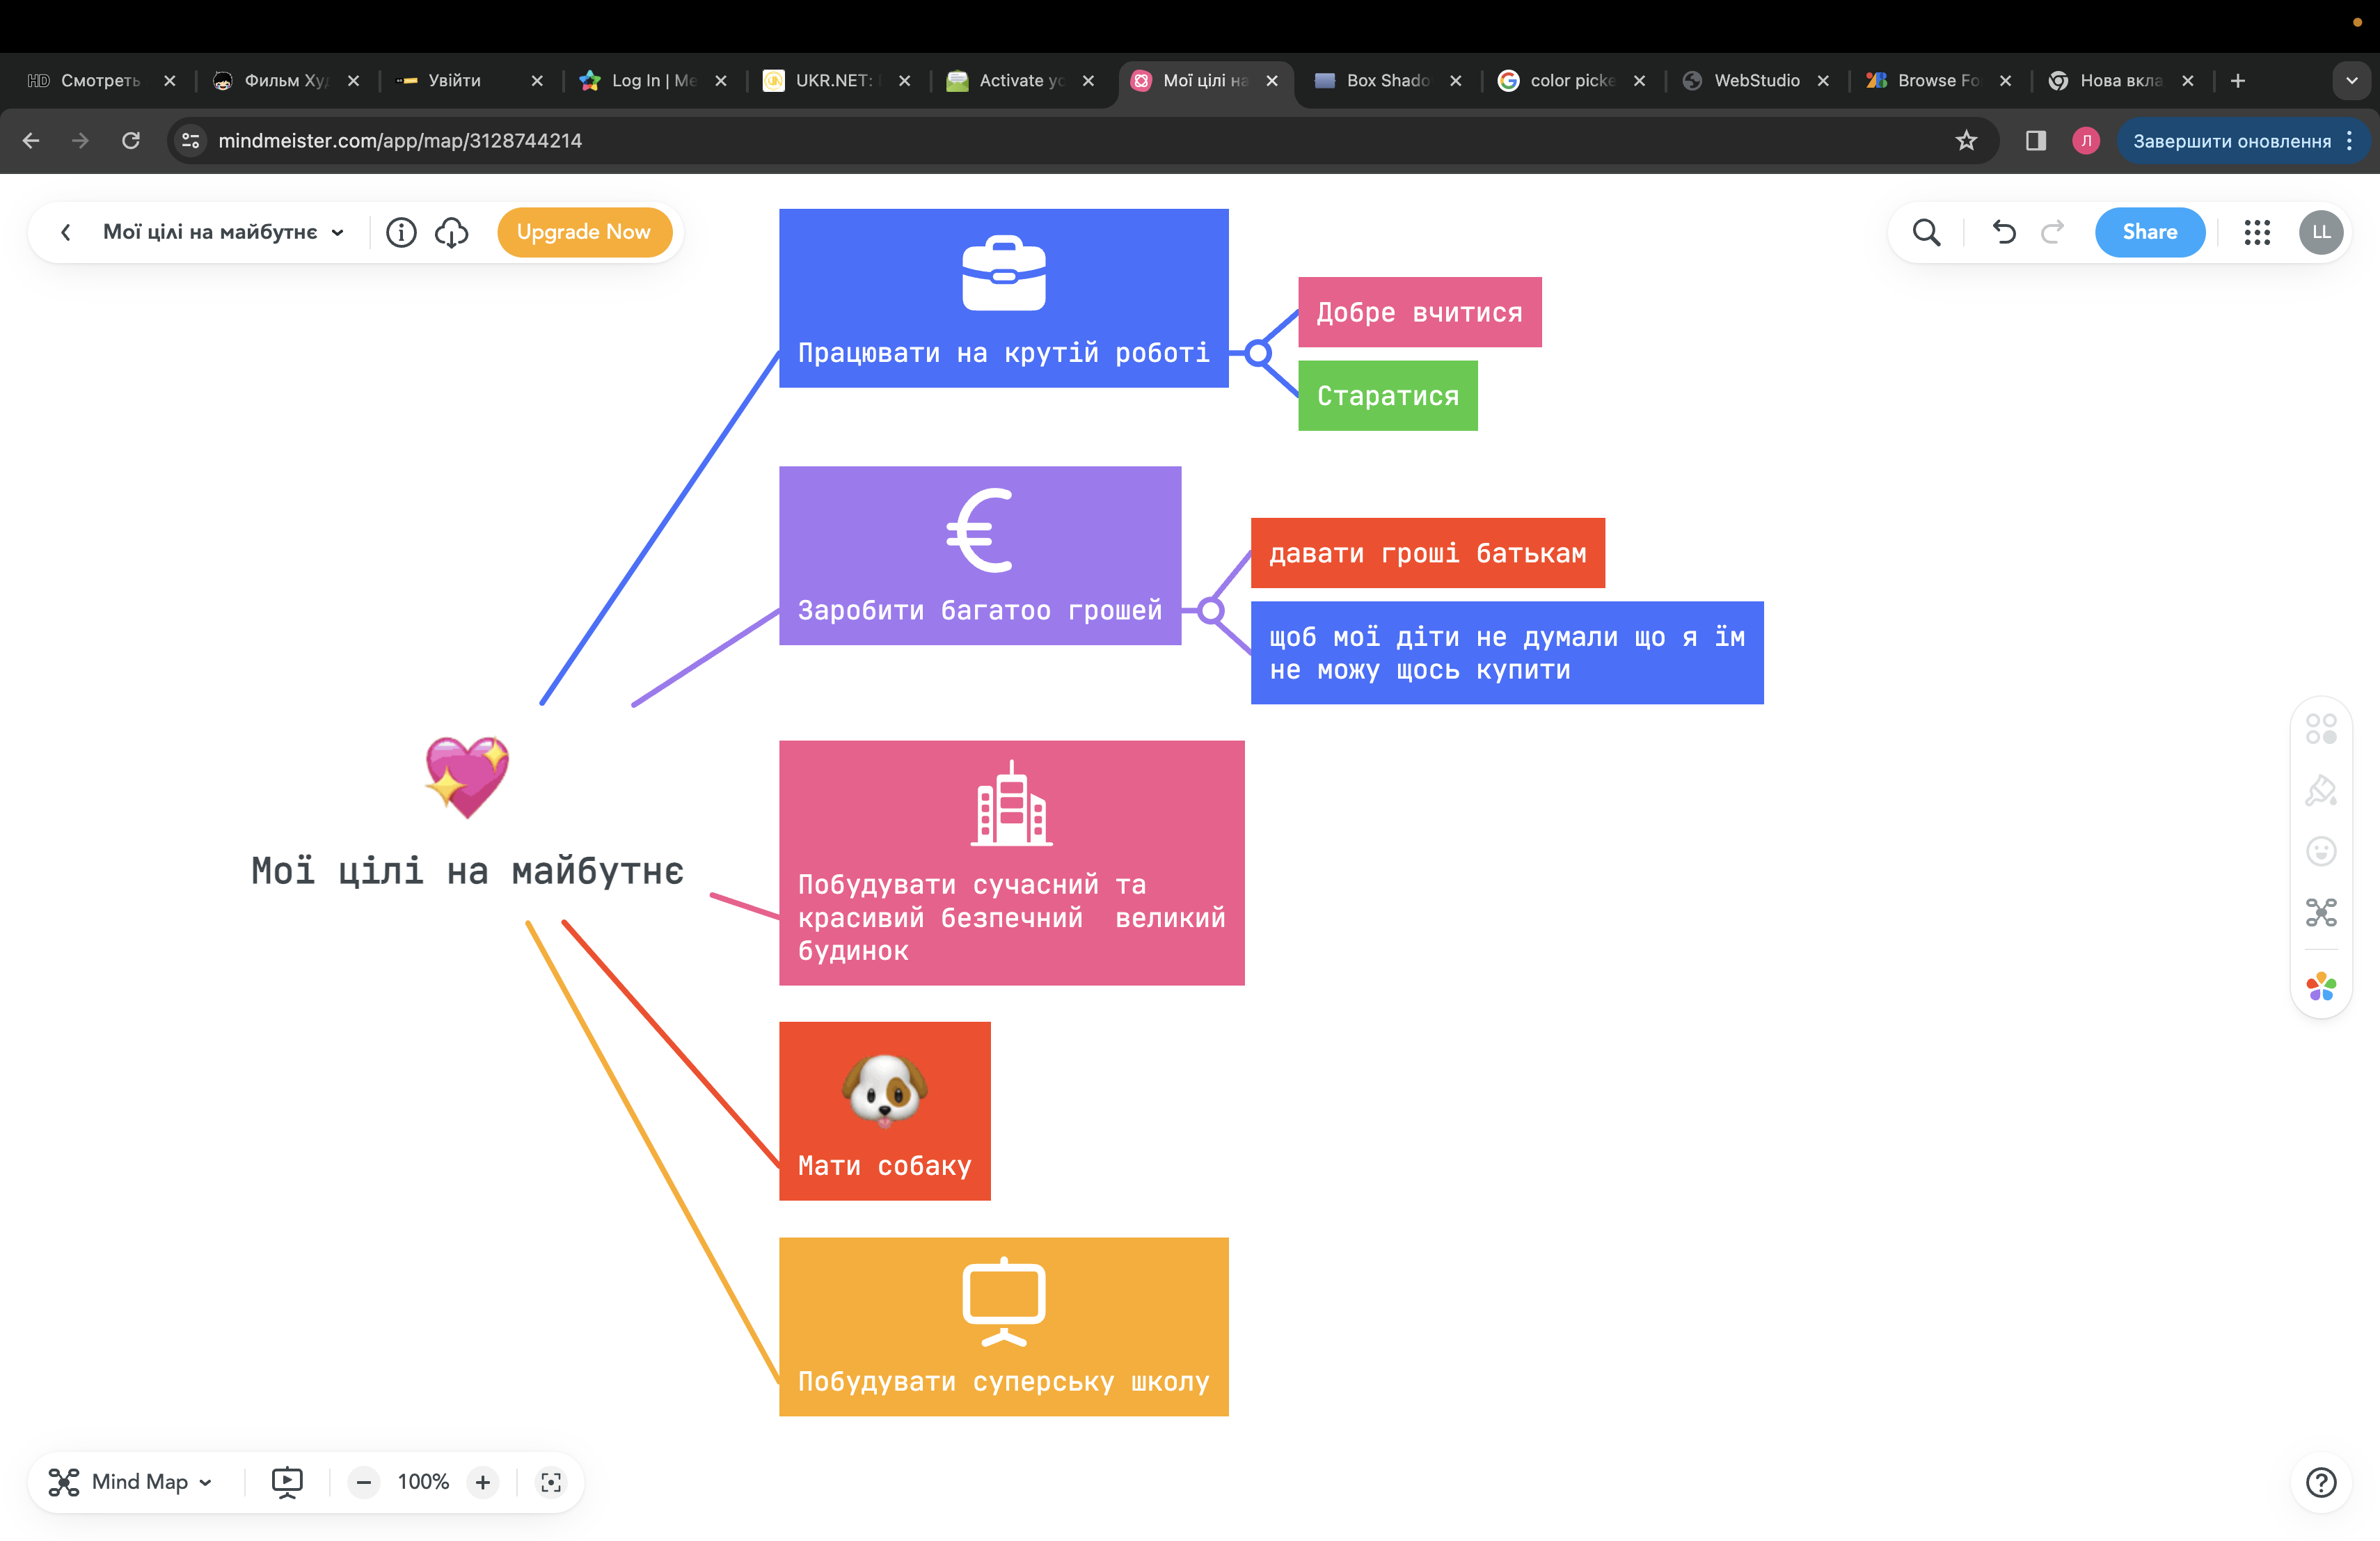 HD Смотреть
Фильм Ху
Увійти
Log In | Me
UKR.NET:
Activate yo
Мої цілі на
Box Shado
color picke
WebStudio
Browse Fo
Нова вкла
mindmeister.com/app/map/3128744214
Л
Завершити оновлення
Мої цілі на майбутнє
Upgrade Now
Share
LL
Працювати на крутій роботі
Добре вчитися
Старатися
Заробити багатоо грошей
давати гроші батькам
щоб мої діти не думали що я їм
не можу щось купити
Мої цілі на майбутнє
Побудувати сучасний та
красивий безпечний  великий
будинок
Мати собаку
Побудувати суперську школу
Mind Map
100%